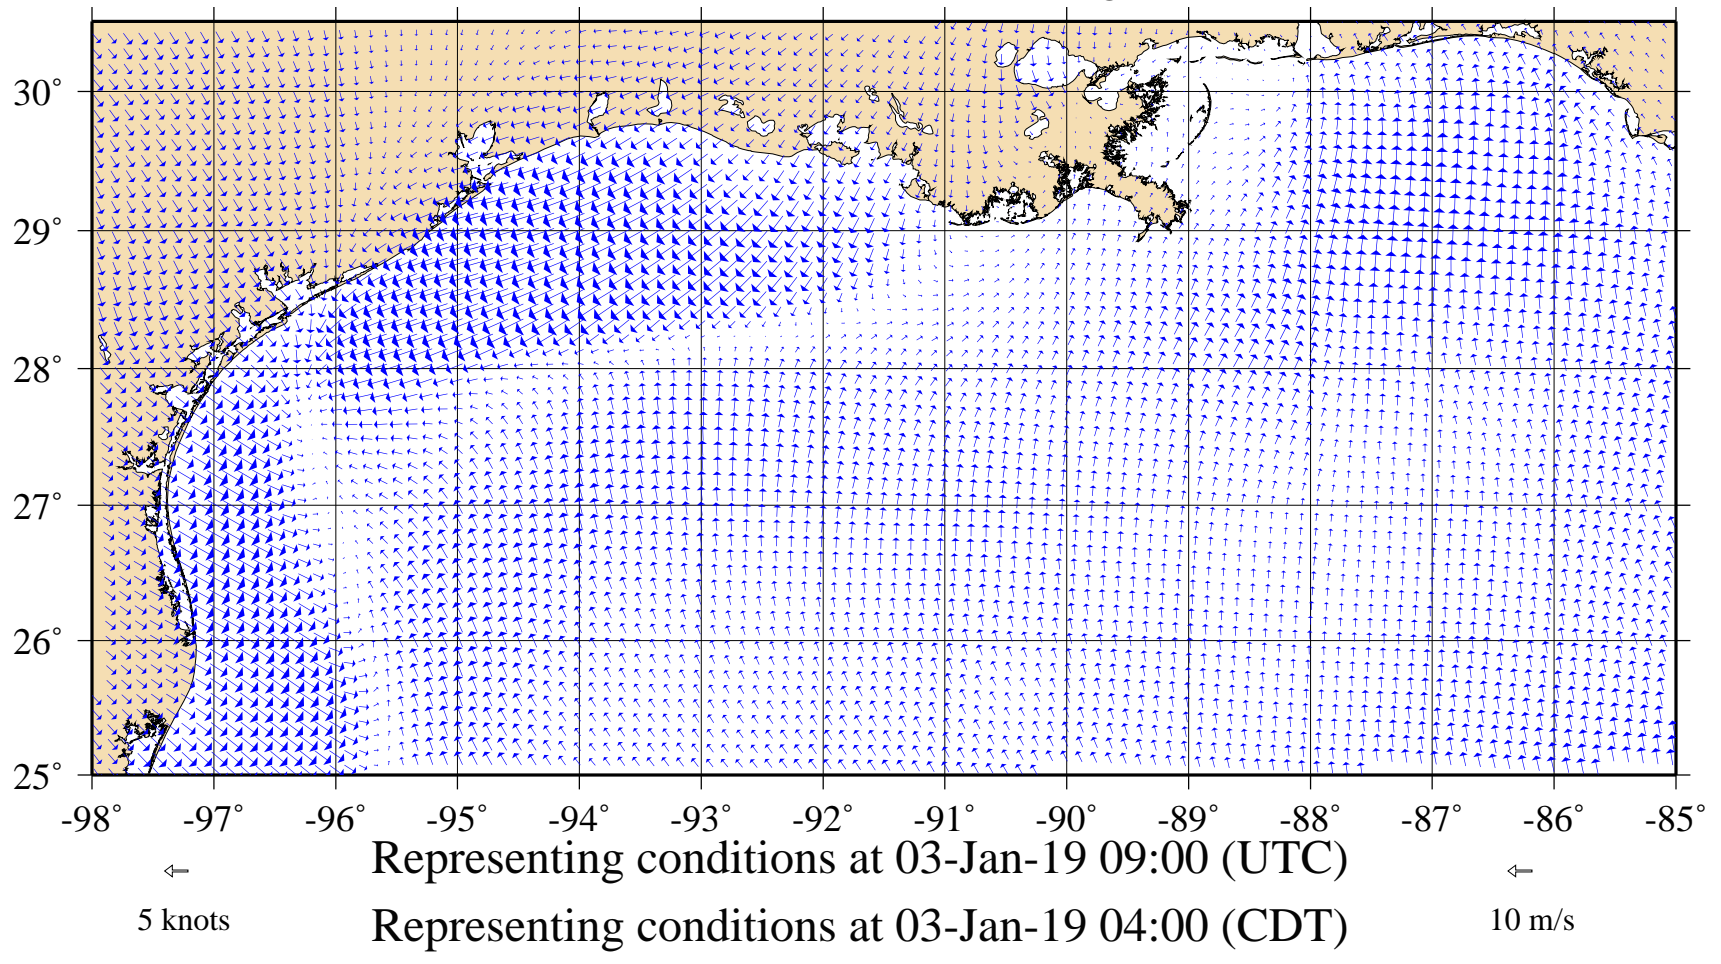 30°
29°
28°
27°
26°
25°
-98° -97° -96° -95° -94° -93° -92° -91° -90° -89° -88° -87° -86° -85°
Representing conditions at 03-Jan-19 09:00 (UTC)
5 knots
Representing conditions at 03-Jan-19 04:00 (CDT)
10 m/s